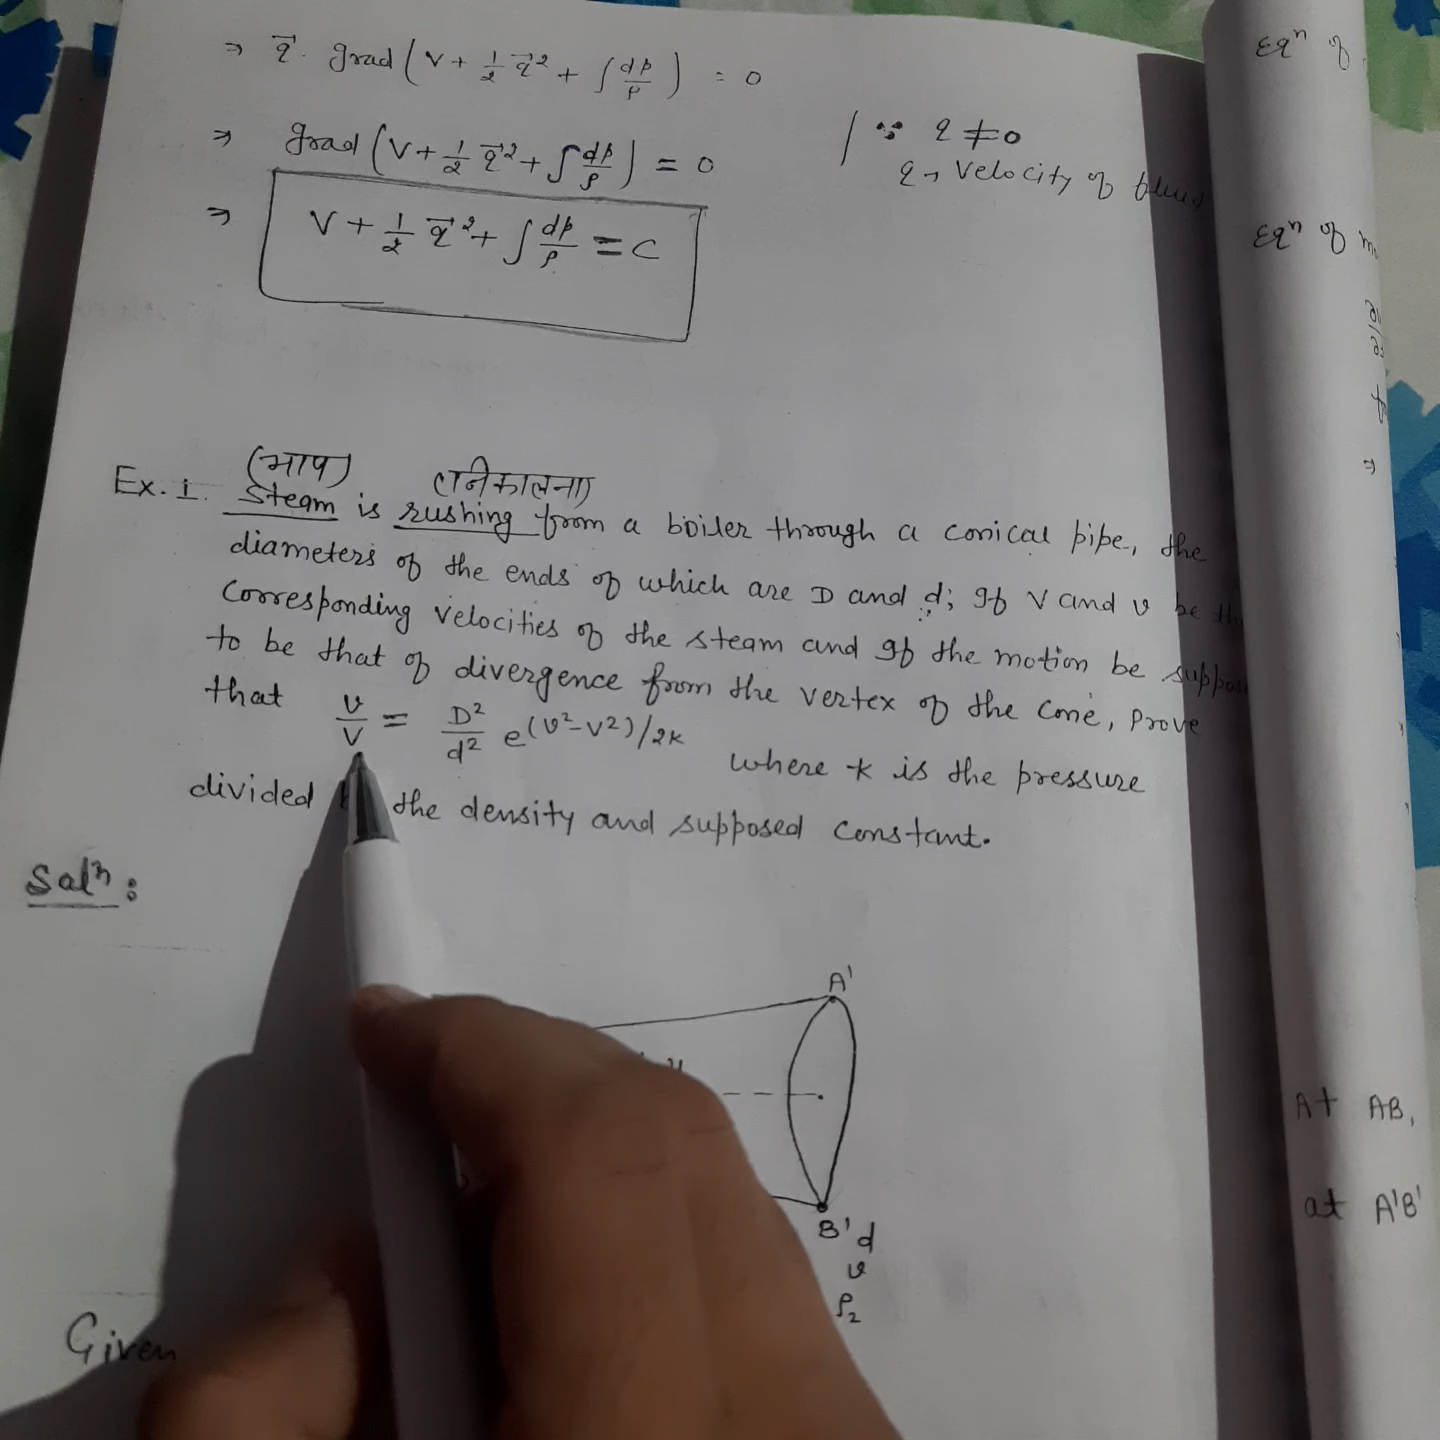 ⇒ q⃗. grad (V + 1/2 q⃗² + ∫ dp/ρ) = 0
⇒ grad (V + 1/2 q⃗² + ∫ dp/ρ) = 0 | ∵ q ≠ 0
q → Velocity of
⇒ V + 1/2 q⃗² + ∫ dp/ρ = C
(भाप) (निकालना)
Ex. 1. Steam is rushing from a boiler through a conical pipe, the
diameters of the ends of which are D and d; If V and v be
corresponding velocities of the steam and If the motion be
to be that of divergence from the vertex of the cone, Prove
that v/V = D²/d² e(v²-V²)/2k where k is the pressure
divided the density and supposed constant.
Solⁿ:
A'
B' d
v
ρ₂
Given
Eqⁿ of
Eqⁿ of
At AB,
at A'B'